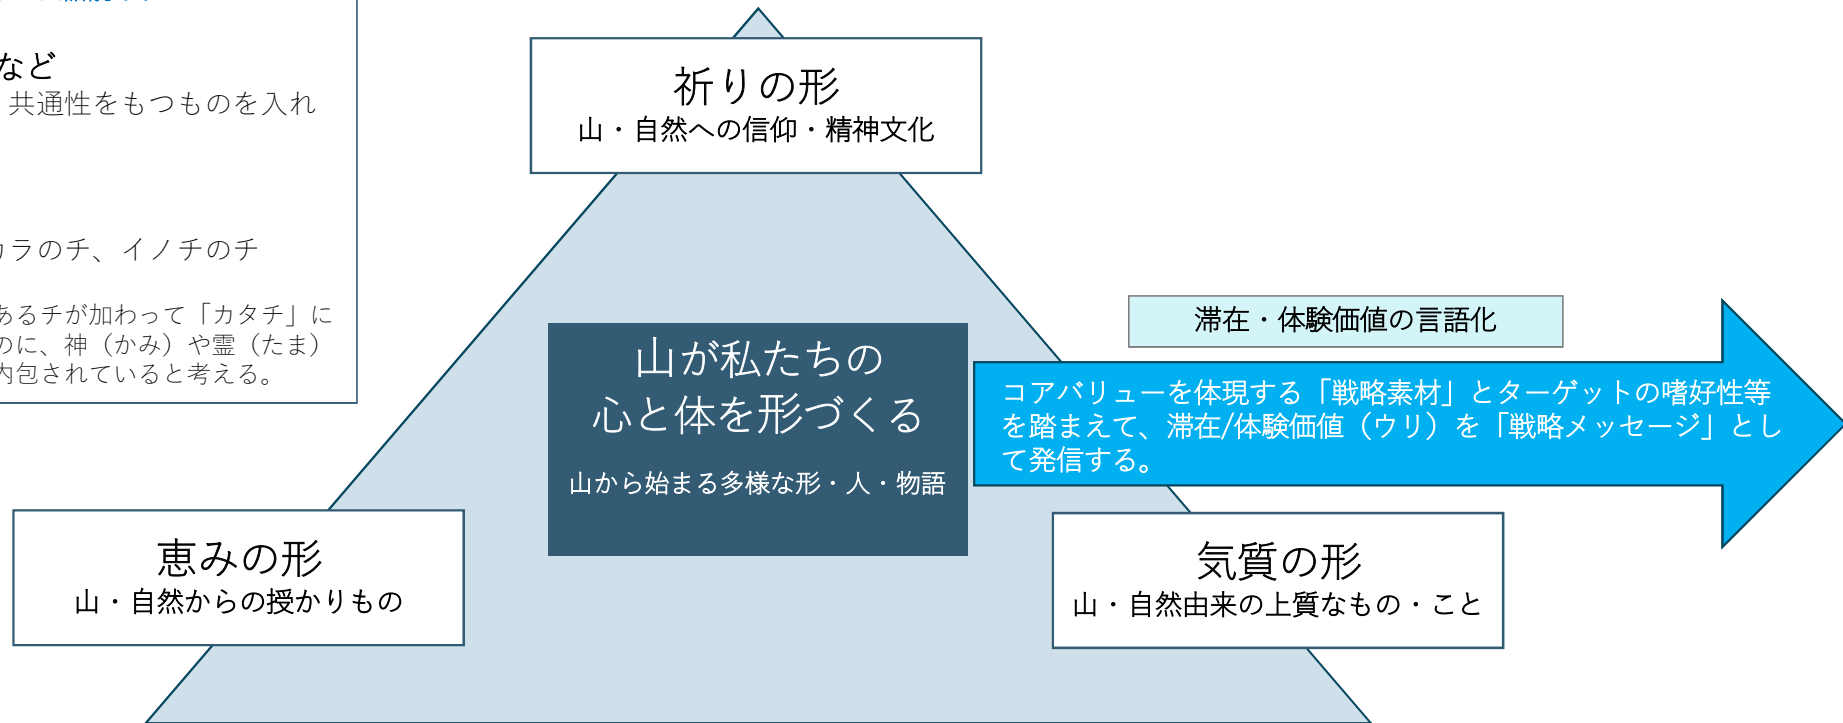 など
共通性をもつものを入れ
カラのチ、イノチのチ
あるチが加わって「カタチ」に
のに、神（かみ）や霊（たま）
内包されていると考える。
祈りの形
山・自然への信仰・精神文化
山が私たちの
心と体を形づくる
山から始まる多様な形・人・物語
滞在・体験価値の言語化
コアバリューを体現する「戦略素材」とターゲットの嗜好性等
を踏まえて、滞在/体験価値（ウリ）を「戦略メッセージ」とし
て発信する。
恵みの形
山・自然からの授かりもの
気質の形
山・自然由来の上質なもの・こと